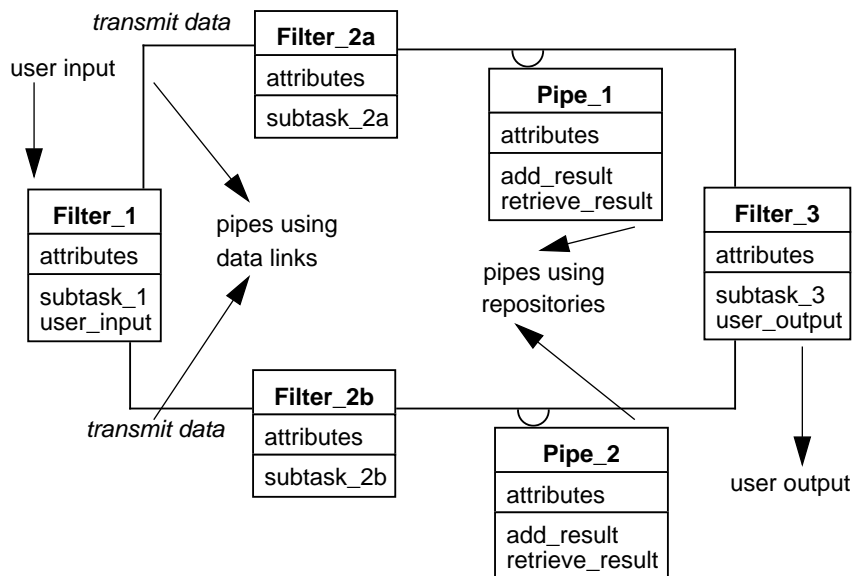 transmit data
user input
Filter_2a
attributes
subtask_2a
Pipe_1
attributes
add_result
retrieve_result
Filter_1
attributes
subtask_1
user_input
pipes using
data links
pipes using
repositories
Filter_3
attributes
subtask_3
user_output
transmit data
Filter_2b
attributes
subtask_2b
Pipe_2
attributes
add_result
retrieve_result
user output